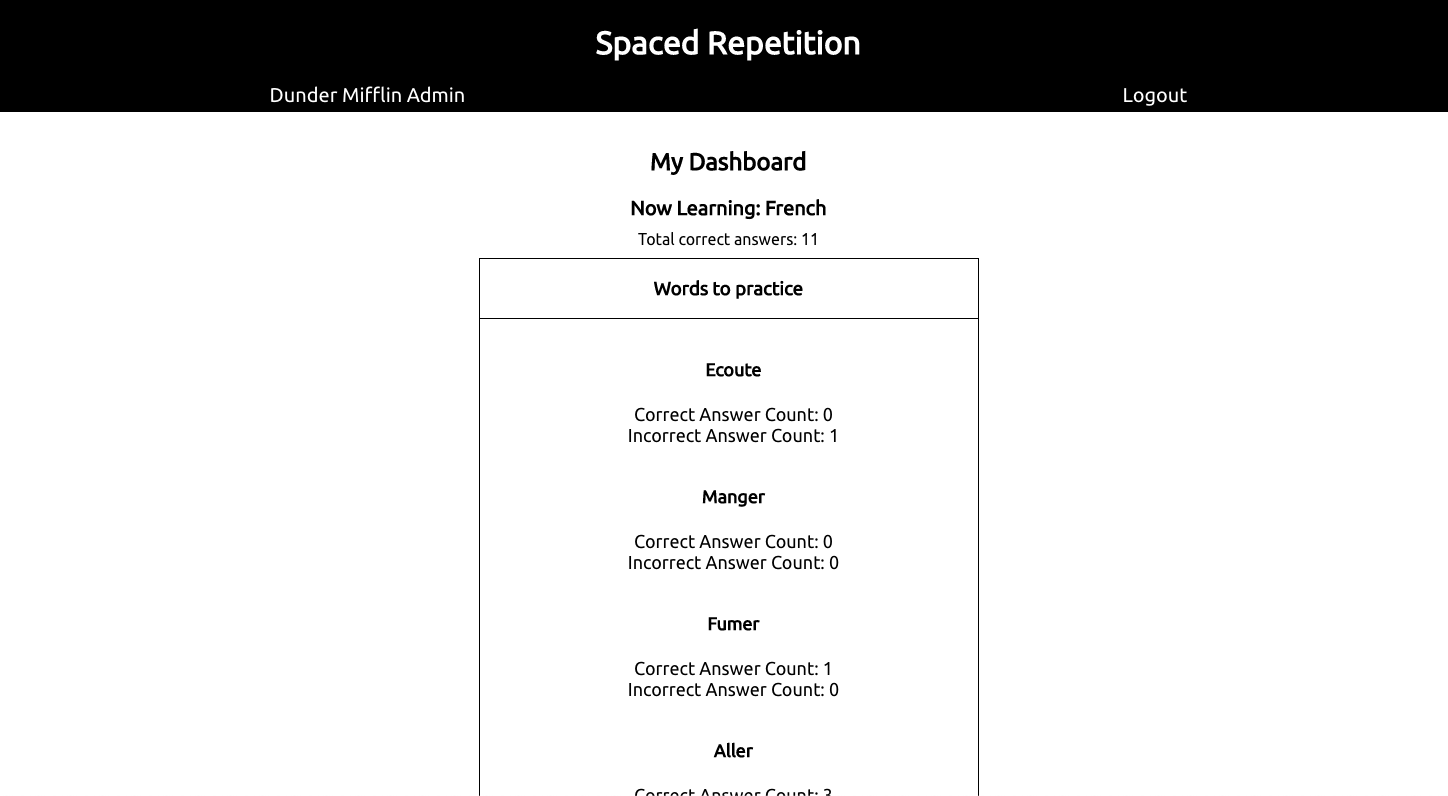 Spaced Repetition
Dunder Mifflin Admin
Logout
My Dashboard
Now Learning: French
Total correct answers: 11
Words to practice
Ecoute
Correct Answer Count: 0
Incorrect Answer Count: 1
Manger
Correct Answer Count: 0
Incorrect Answer Count: 0
Fumer
Correct Answer Count: 1
Incorrect Answer Count: 0
Aller
Correct Answer Count: 3